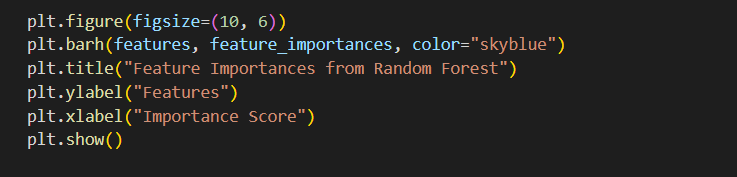 plt.figure(figsize=(10, 6))
plt.barh(features, feature_importances, color="skyblue")
plt.title("Feature Importances from Random Forest")
plt.ylabel("Features")
plt.xlabel("Importance Score")
plt.show()